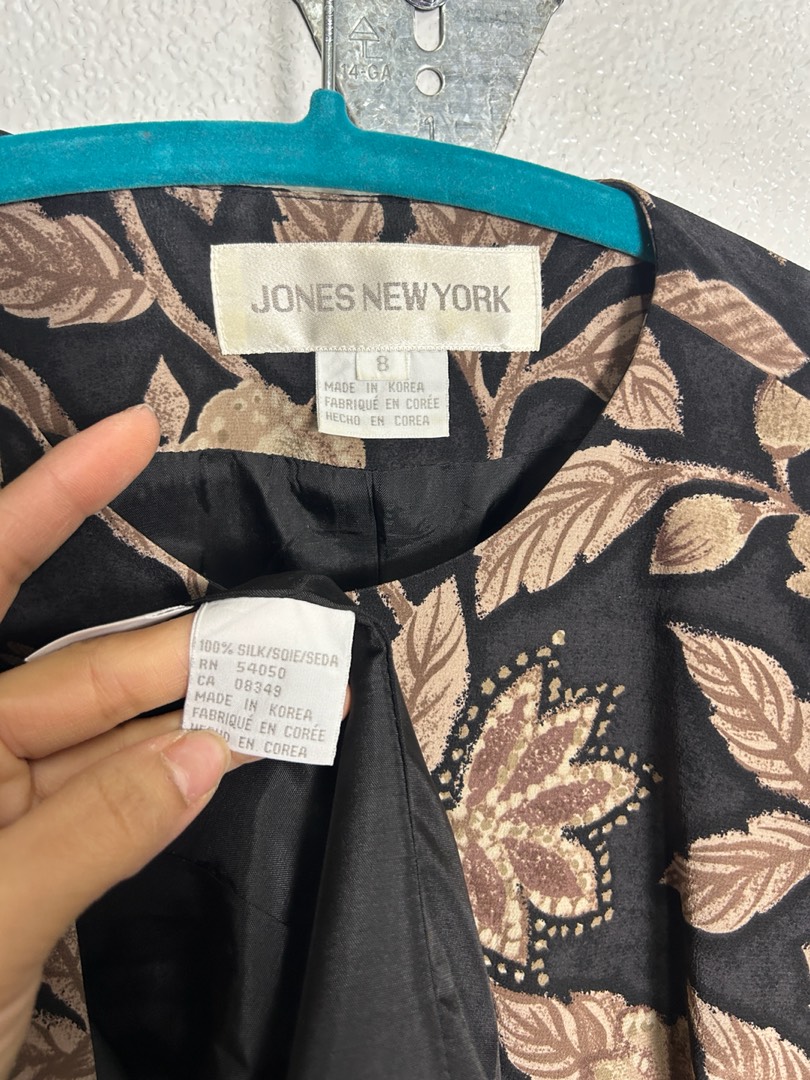 14-GA
JONES NEW YORK
8
MADE IN KOREA
FABRIQUÉ EN CORÉE
HECHO EN COREA
100% SILK/SOIE/SEDA
RN 54050
CA 08349
MADE IN KOREA
FABRIQUÉ EN CORÉE
HECHO EN COREA